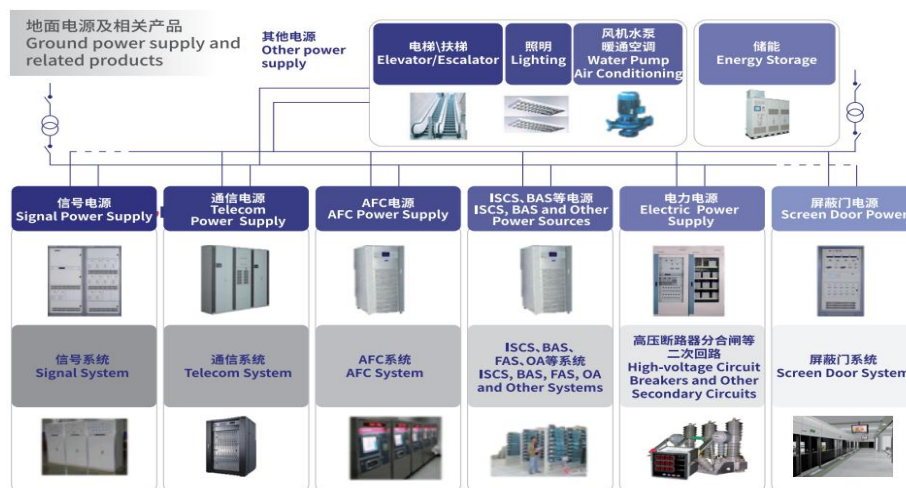 地面电源及相关产品
Ground power supply and
related products
其他电源
Other power
supply
电梯\扶梯
Elevator/Escalator
照明
Lighting
风机水泵
暖通空调
Water Pump
Air Conditioning
储能
Energy Storage
信号电源
Signal Power Supply
通信电源
Telecom
Power Supply
AFC电源
AFC Power Supply
ISCS、BAS等电源
ISCS, BAS and Other
Power Sources
电力电源
Electric Power
Supply
屏蔽门电源
Screen Door Power
信号系统
Signal System
通信系统
Telecom System
AFC系统
AFC System
ISCS、BAS、
FAS、OA等系统
ISCS, BAS, FAS, OA
and Other Systems
高压断路器分合闸等
二次回路
High-voltage Circuit
Breakers and Other
Secondary Circuits
屏蔽门系统
Screen Door System